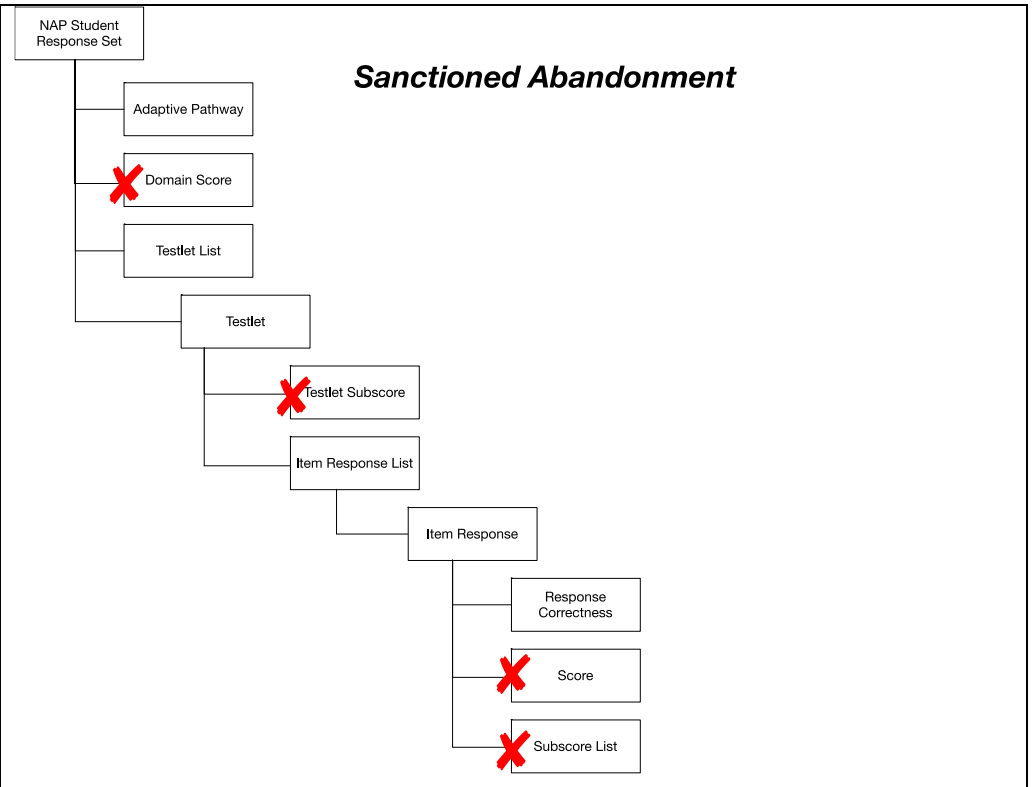 NAP Student
Response Set
Sanctioned Abandonment
Adaptive Pathway
Domain Score
Testlet List
Testlet
Testlet Subscore
Item Response List
Item Response
Response
Correctness
Score
Subscore List